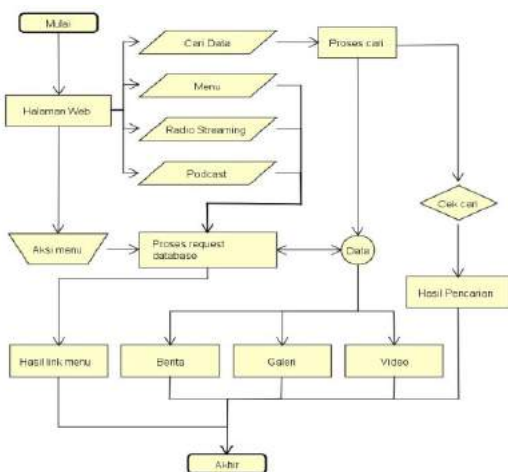 Mulai
Cari Data
Proses cari
Menu
Halaman Web
Radio Streaming
Podcast
Cek cari
Aksi menu
Proses request
database
Data
Hasil Pencarian
Hasil link menu
Berita
Galeri
Video
Akhir